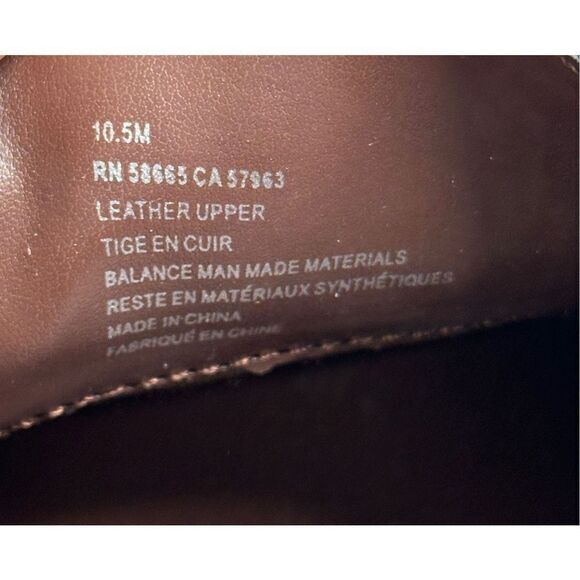 10.5M
RN 58665 CA 57963
LEATHER UPPER
TIGE EN CUIR
BALANCE MAN MADE MATERIALS
RESTE EN MATÉRIAUX SYNTHÉTIQUES
MADE IN CHINA
FABRIQUÉ EN CHINE